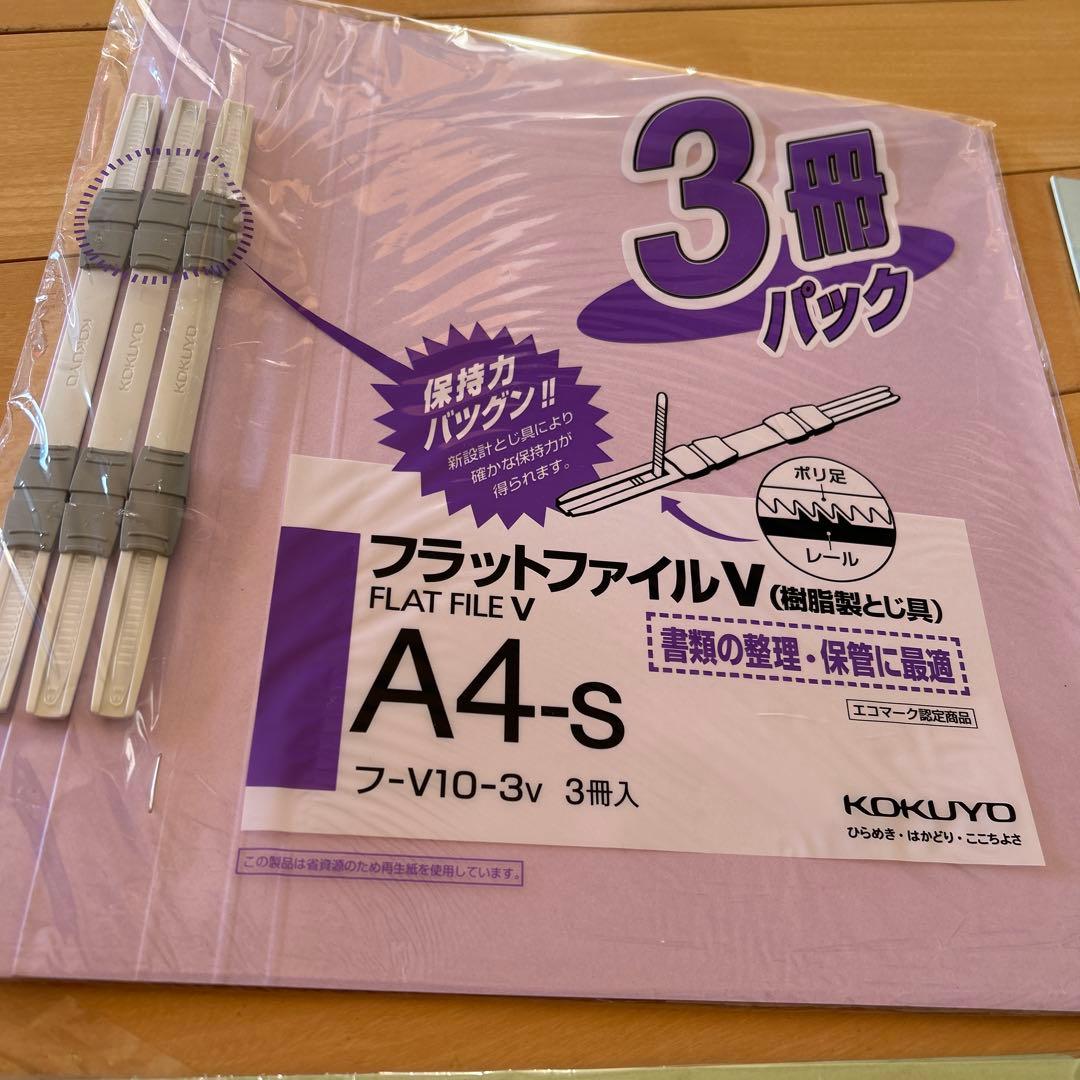 3冊
パック
保持力
バツグン!!
新設計とじ具により
確かな保持力が
得られます。
ポリ足
レール
フラットファイルV(樹脂製とじ具)
FLAT FILE V
書類の整理・保管に最適
A4-S
エコマーク認定商品
フ-V10-3V 3冊入
KOKUYO
ひらめき・はかどり・ここちよさ
この製品は省資源のため再生紙を使用しています。
KOKUYO
KOKUYO
KOKUYO